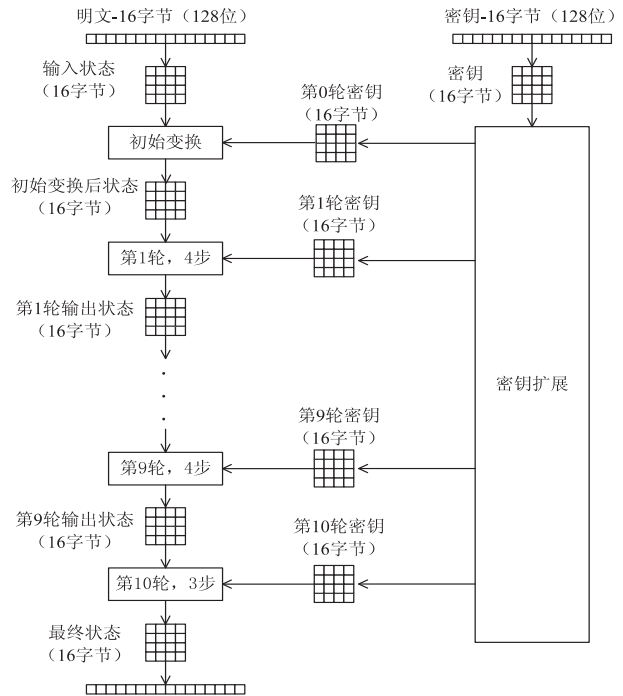 明文-16字节（128位）
密钥-16字节（128位）
输入状态
（16字节）
密钥
（16字节）
第0轮密钥
（16字节）
初始变换
初始变换后状态
（16字节）
第1轮密钥
（16字节）
第1轮，4步
第1轮输出状态
（16字节）
密钥扩展
第9轮密钥
（16字节）
第9轮，4步
第9轮输出状态
（16字节）
第10轮密钥
（16字节）
第10轮，3步
最终状态
（16字节）